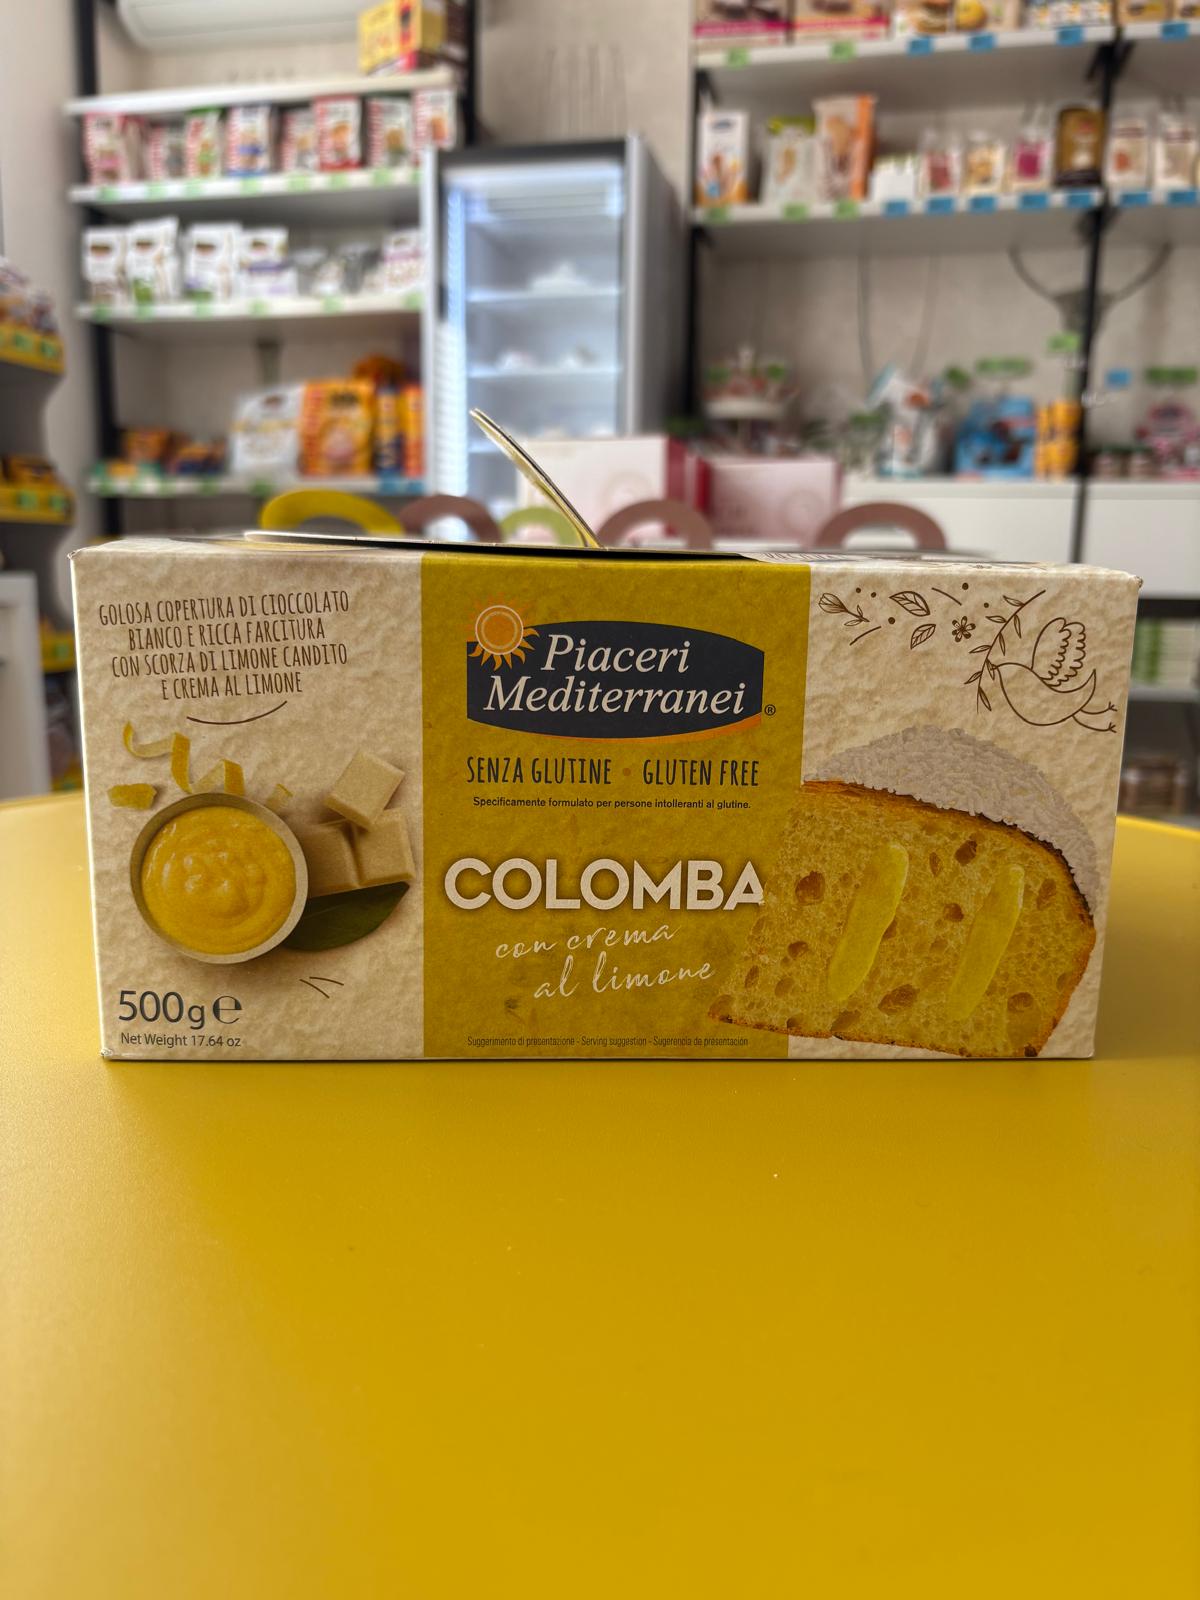 GOLOSA COPERTURA DI CIOCCOLATO
BIANCO E RICCA FARCITURA
CON SCORZA DI LIMONE CANDITO
E CREMA AL LIMONE
500g ℮
Net Weight 17.64 oz
Piaceri
Mediterranei ®
SENZA GLUTINE • GLUTEN FREE
Specificamente formulato per persone intolleranti al glutine.
COLOMBA
con crema
al limone
Suggerimento di presentazione - Serving suggestion - Sugerencia de presentación